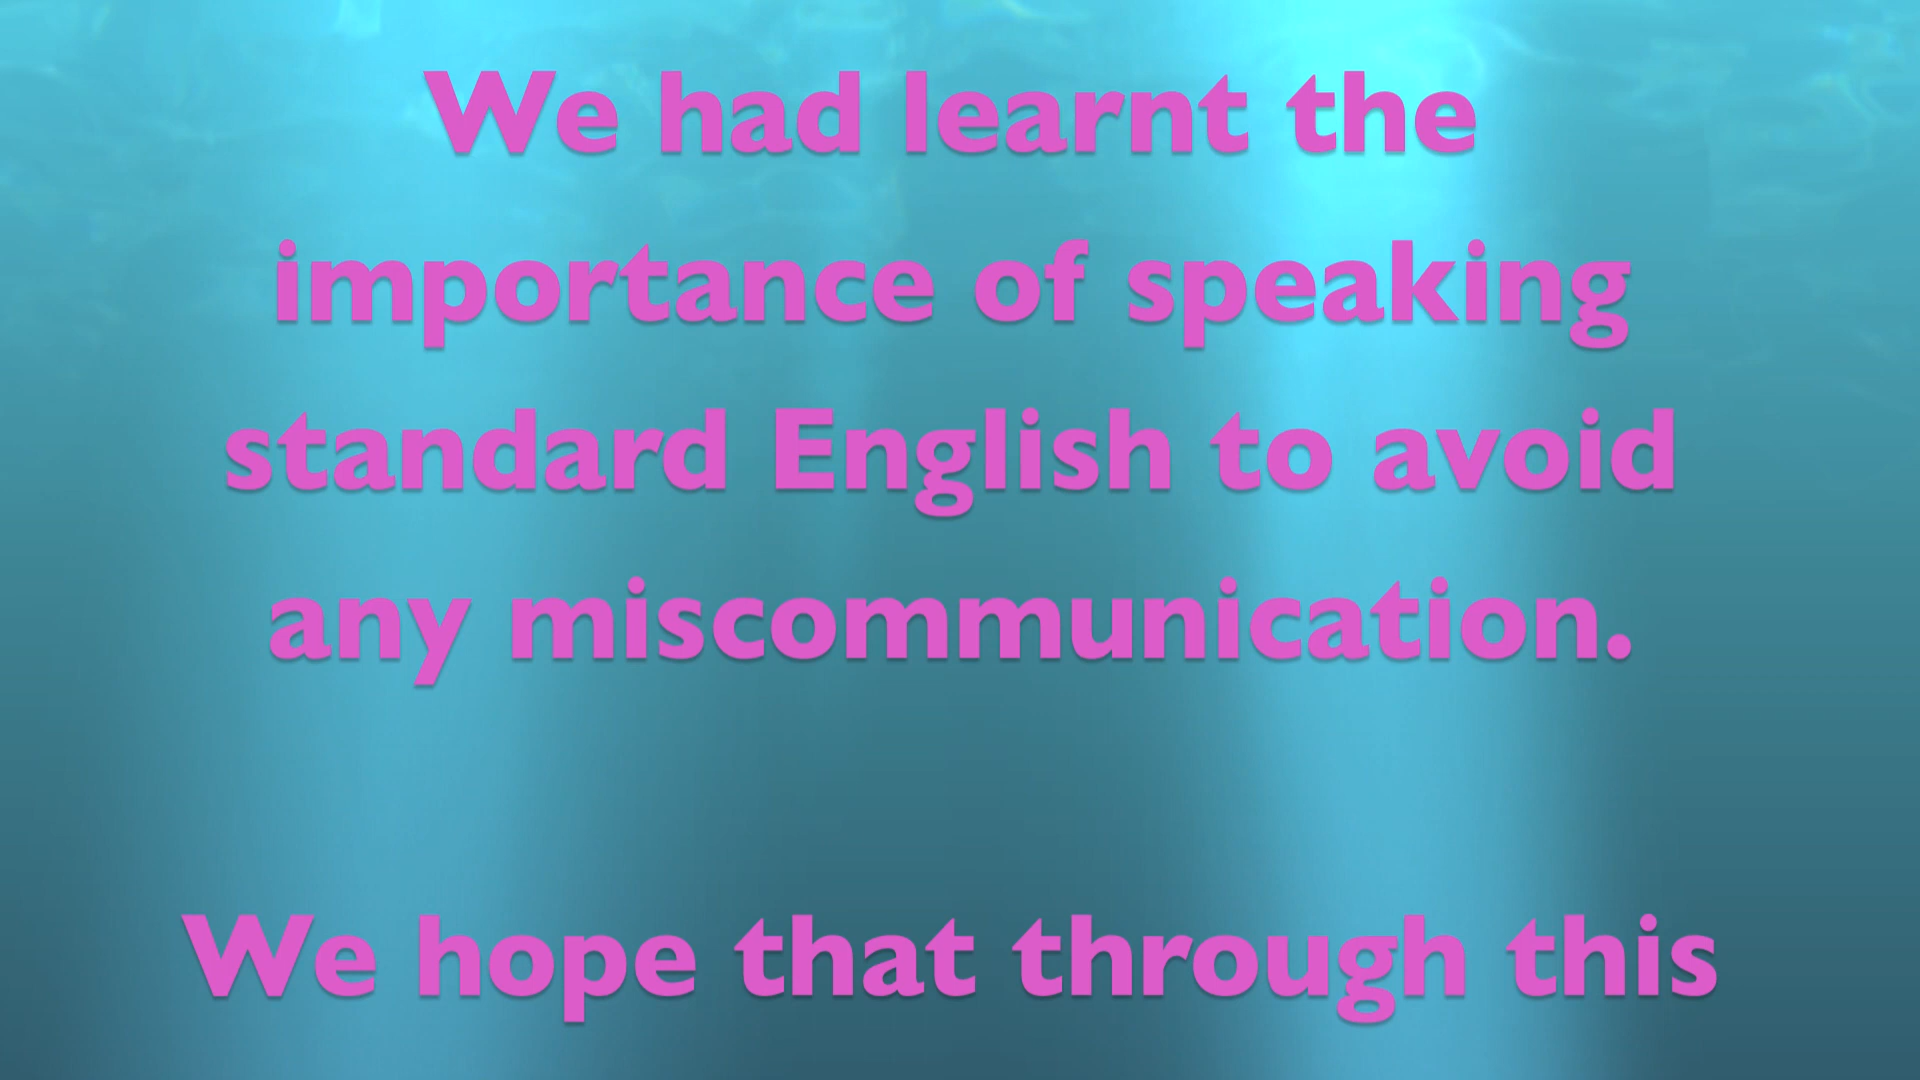 We had learnt the
importance of speaking
standard English to avoid
any miscommunication.
We hope that through this